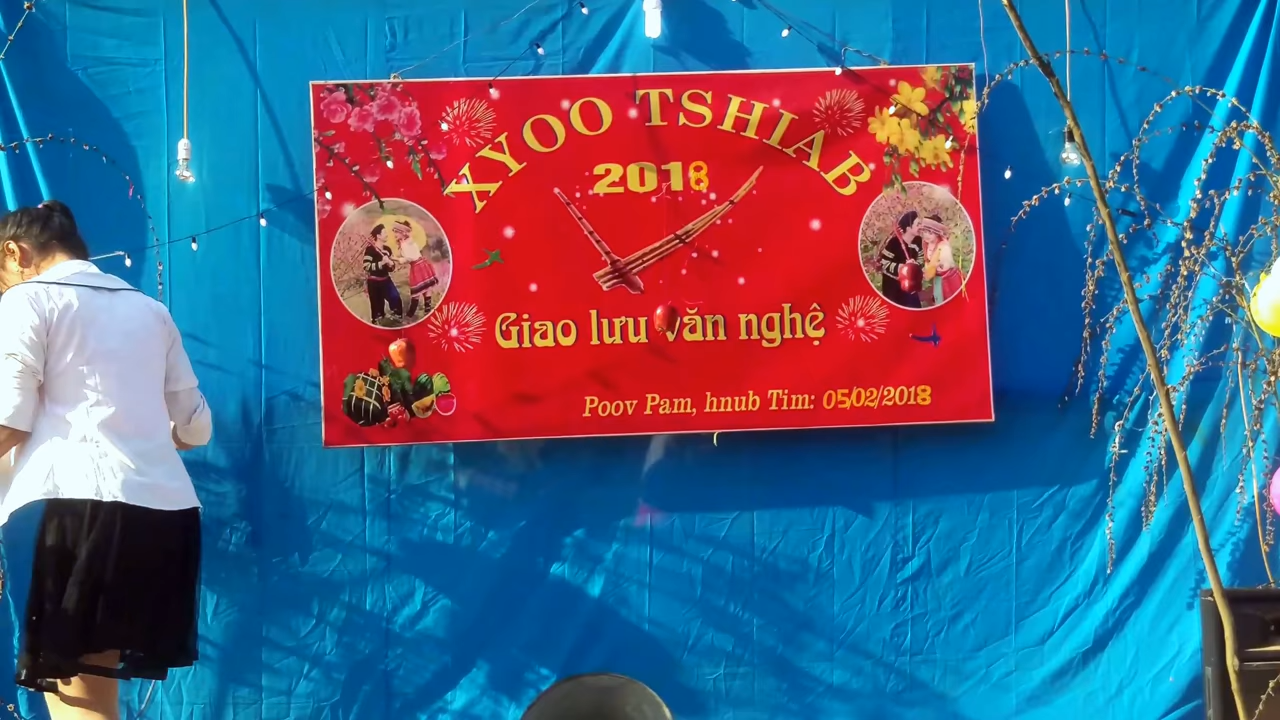 XYOO TSHIAB
2018
Giao lưu văn nghệ
Poov Pam, hnub Tim: 05/02/2018